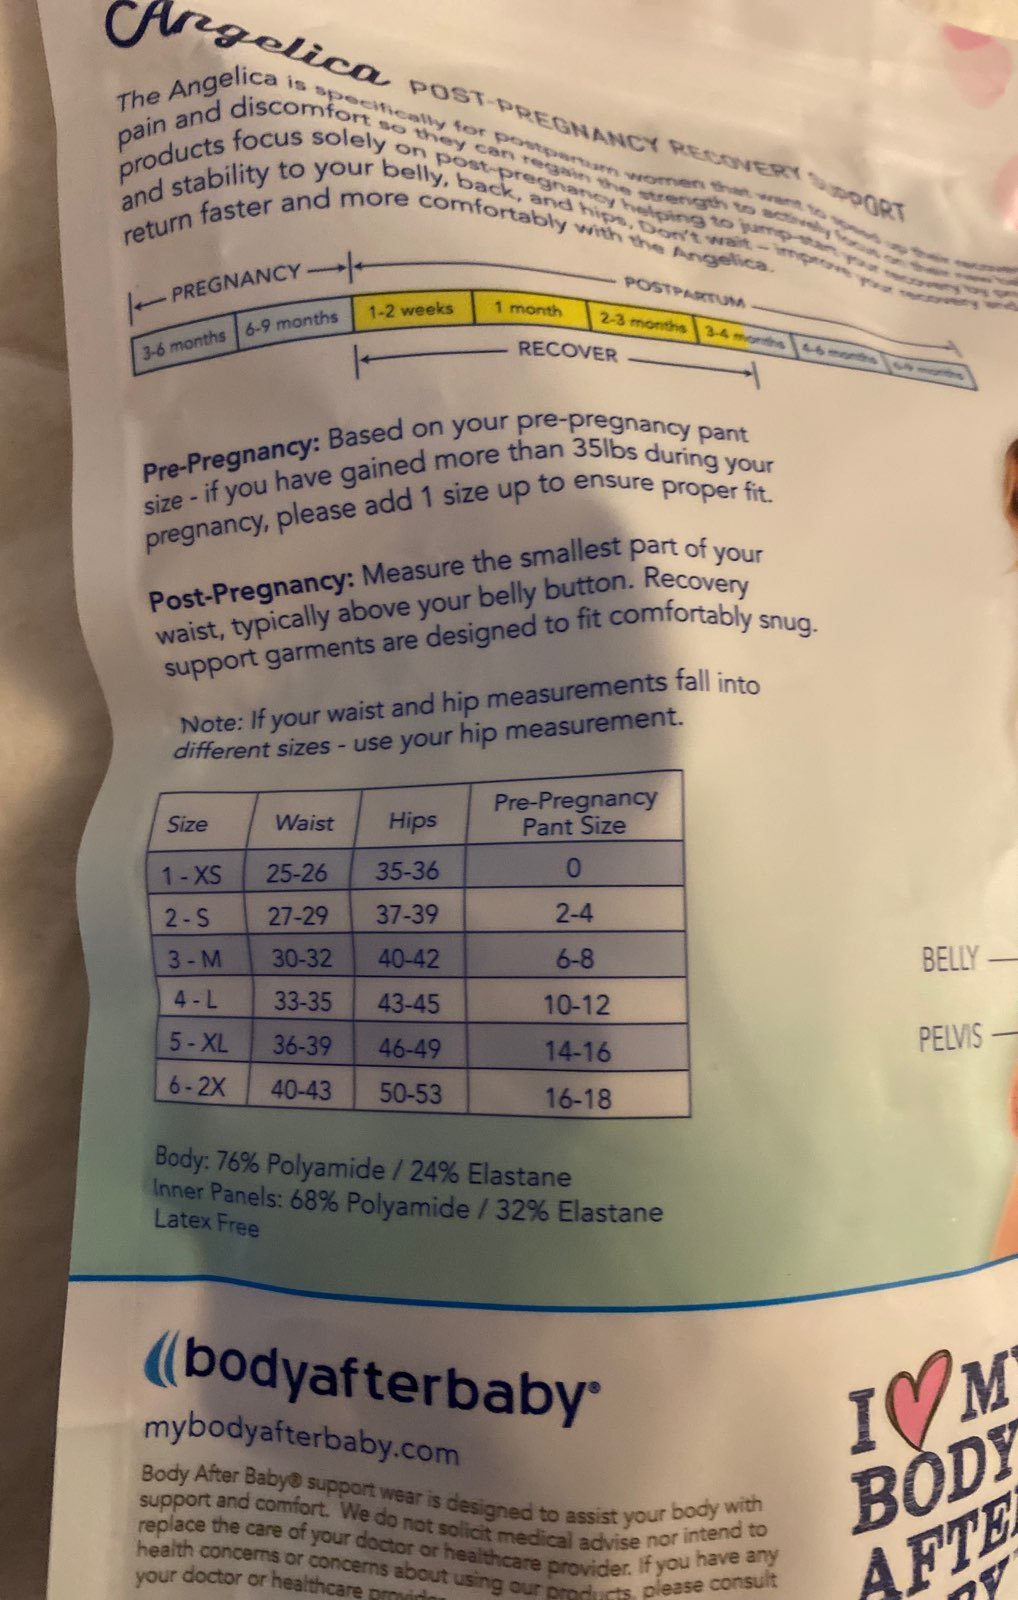 Angelica POST-PREGNANCY RECOVERY SUPPORT
The Angelica is specifically for postpartum women that want to speed up their recovery
pain and discomfort so they can regain the strength to actively focus on their new
products focus solely on post-pregnancy helping to jump-start your recovery by
and stability to your belly, back, and hips. Don't wait – improve your recovery and
return faster and more comfortably with the Angelica.
PREGNANCY
POSTPARTUM
3-6 months 6-9 months 1-2 weeks 1 month 2-3 months 3-4 months 4-6 months 6-9 months
RECOVER
Pre-Pregnancy: Based on your pre-pregnancy pant
size - if you have gained more than 35lbs during your
pregnancy, please add 1 size up to ensure proper fit.
Post-Pregnancy: Measure the smallest part of your
waist, typically above your belly button. Recovery
support garments are designed to fit comfortably snug.
Note: If your waist and hip measurements fall into
different sizes - use your hip measurement.
Size Waist Hips Pre-Pregnancy
Pant Size
1 - XS 25-26 35-36 0
2 - S 27-29 37-39 2-4
3 - M 30-32 40-42 6-8
4 - L 33-35 43-45 10-12
5 - XL 36-39 46-49 14-16
6 - 2X 40-43 50-53 16-18
BELLY
PELVIS
Body: 76% Polyamide / 24% Elastane
Inner Panels: 68% Polyamide / 32% Elastane
Latex Free
bodyafterbaby®
mybodyafterbaby.com
Body After Baby® support wear is designed to assist your body with
support and comfort. We do not solicit medical advise nor intend to
replace the care of your doctor or healthcare provider. If you have any
health concerns or concerns about using our products, please consult
your doctor or healthcare
I M
BODY
AFTE